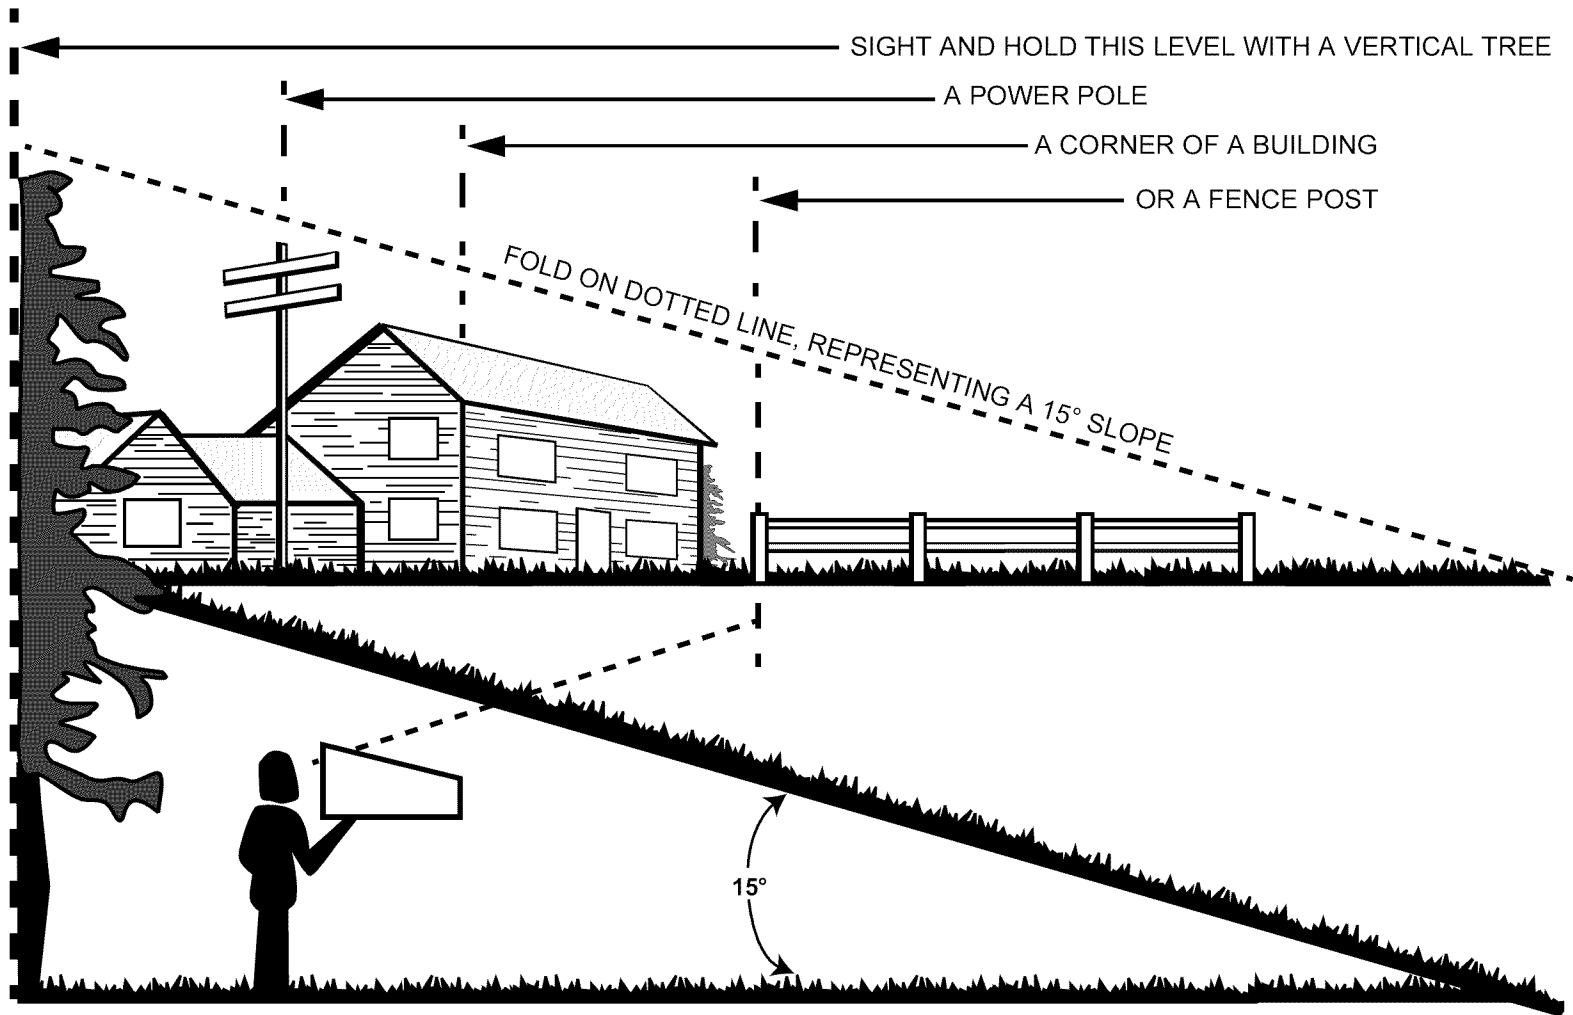 SIGHT AND HOLD THIS LEVEL WITH A VERTICAL TREE
A POWER POLE
A CORNER OF A BUILDING
OR A FENCE POST
FOLD ON DOTTED LINE, REPRESENTING A 15° SLOPE
15°